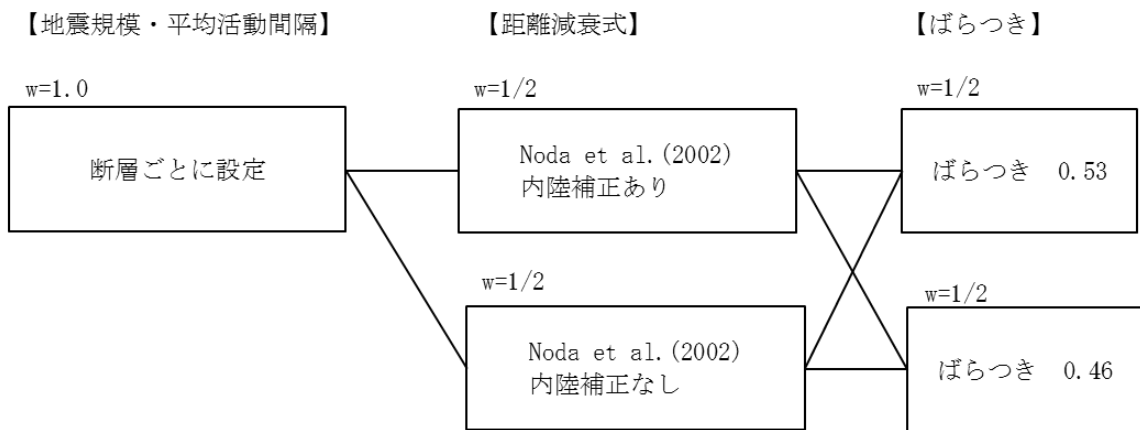 【地震規模・平均活動間隔】
【距離減衰式】
【ばらつき】
w=1.0
w=1/2
w=1/2
断層ごとに設定
Noda et al.(2002)
内陸補正あり
ばらつき　0.53
w=1/2
w=1/2
Noda et al.(2002)
内陸補正なし
ばらつき　0.46